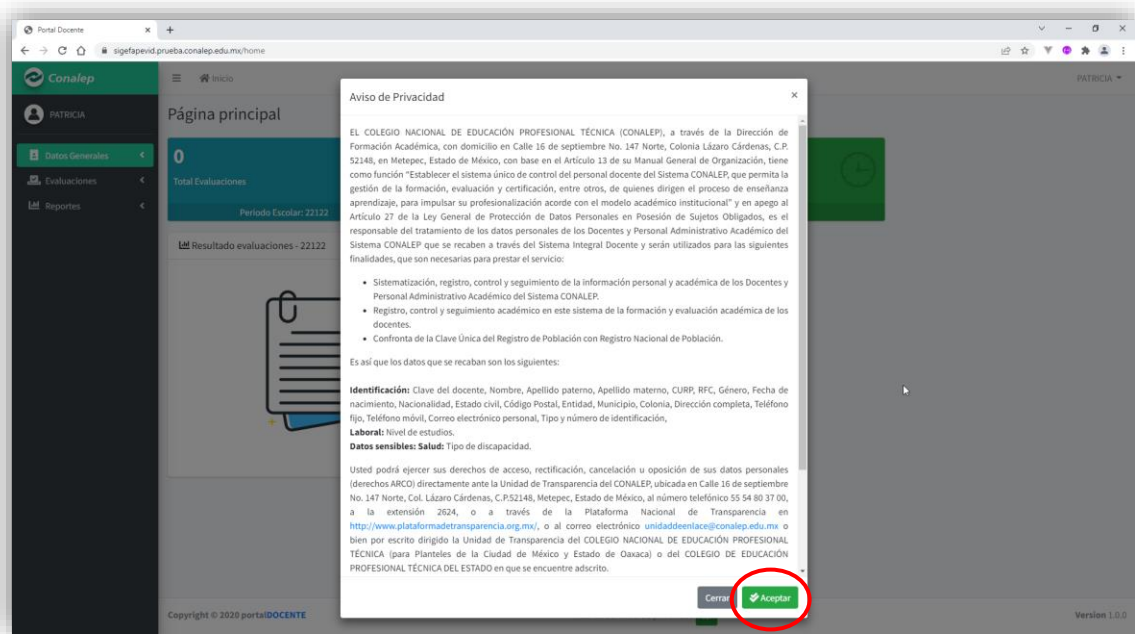 Portal Docente
sigefapevid.prueba.conalep.edu.mx/home
Conalep
Inicio
PATRICIA
PATRICIA
Página principal
Datos Generales
Evaluaciones
Reportes
0
Total Evaluaciones
Periodo Escolar: 22122
Resultado evaluaciones - 22122
Aviso de Privacidad
EL COLEGIO NACIONAL DE EDUCACIÓN PROFESIONAL TÉCNICA (CONALEP), a través de la Dirección de
Formación Académica, con domicilio en Calle 16 de septiembre No. 147 Norte, Colonia Lázaro Cárdenas, C.P.
52148, en Metepec, Estado de México, con base en el Artículo 13 de su Manual General de Organización, tiene
como función "Establecer el sistema único de control del personal docente del Sistema CONALEP, que permita la
gestión de la formación, evaluación y certificación, entre otros, de quienes dirigen el proceso de enseñanza
aprendizaje, para impulsar su profesionalización acorde con el modelo académico institucional" y en apego al
Artículo 27 de la Ley General de Protección de Datos Personales en Posesión de Sujetos Obligados, es el
responsable del tratamiento de los datos personales de los Docentes y Personal Administrativo Académico del
Sistema CONALEP que se recaben a través del Sistema Integral Docente y serán utilizados para las siguientes
finalidades, que son necesarias para prestar el servicio:
• Sistematización, registro, control y seguimiento de la información personal y académica de los Docentes y
Personal Administrativo Académico del Sistema CONALEP.
• Registro, control y seguimiento académico en este sistema de la formación y evaluación académica de los
docentes.
• Confronta de la Clave Única del Registro de Población con Registro Nacional de Población.
Es así que los datos que se recaban son los siguientes:
Identificación: Clave del docente, Nombre, Apellido paterno, Apellido materno, CURP, RFC, Género, Fecha de
nacimiento, Nacionalidad, Estado civil, Código Postal, Entidad, Municipio, Colonia, Dirección completa, Teléfono
fijo, Teléfono móvil, Correo electrónico personal, Tipo y número de identificación,
Laboral: Nivel de estudios.
Datos sensibles: Salud: Tipo de discapacidad.
Usted podrá ejercer sus derechos de acceso, rectificación, cancelación u oposición de sus datos personales
(derechos ARCO) directamente ante la Unidad de Transparencia del CONALEP, ubicada en Calle 16 de septiembre
No. 147 Norte, Col. Lázaro Cárdenas, C.P.52148, Metepec, Estado de México, al número telefónico 55 54 80 37 00,
a la extensión 2624, o a través de la Plataforma Nacional de Transparencia en
http://www.plataformadetransparencia.org.mx/, o al correo electrónico unidaddeenlace@conalep.edu.mx o
bien por escrito dirigido la Unidad de Transparencia del COLEGIO NACIONAL DE EDUCACIÓN PROFESIONAL
TÉCNICA (para Planteles de la Ciudad de México y Estado de Oaxaca) o del COLEGIO DE EDUCACIÓN
PROFESIONAL TÉCNICA DEL ESTADO en que se encuentre adscrito.
Cerrar
Aceptar
Copyright © 2020 portalDOCENTE
Version 1.0.0